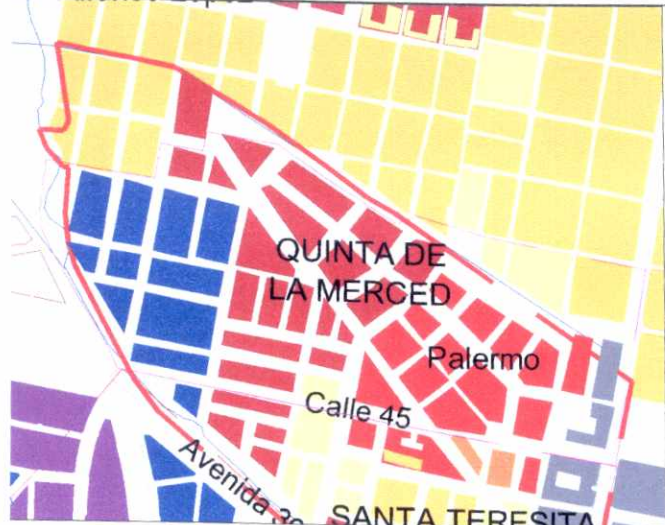 QUINTA DE
LA MERCED
Palermo
Calle 45
Avenida
SANTA TERESITA